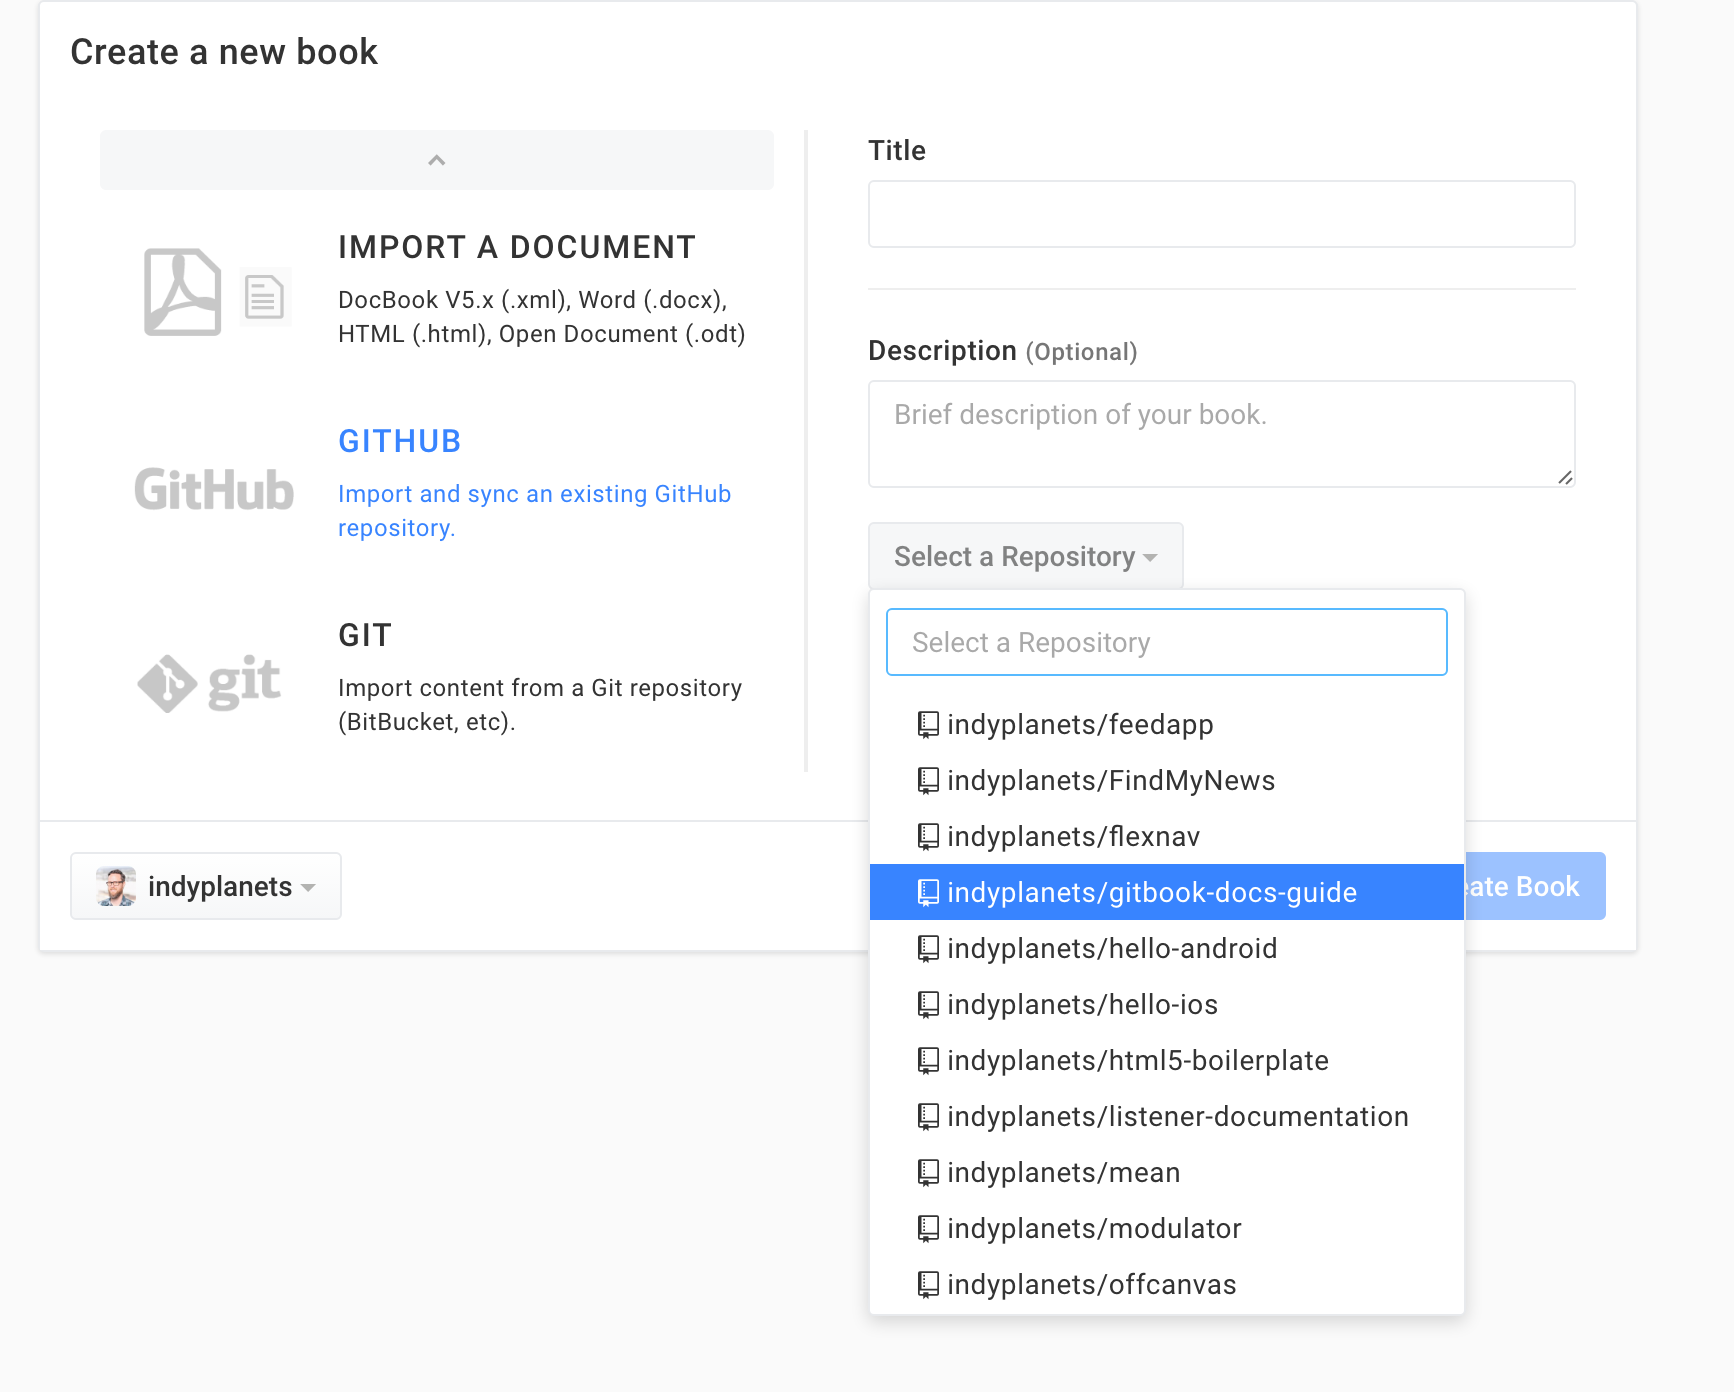 Create a new book
IMPORT A DOCUMENT
DocBook V5.x (.xml), Word (.docx),
HTML (.html), Open Document (.odt)
GitHub
GITHUB
Import and sync an existing GitHub
repository.
git
GIT
Import content from a Git repository
(BitBucket, etc).
Title
Description (Optional)
Brief description of your book.
Select a Repository
Select a Repository
indyplanets/feedapp
indyplanets/FindMyNews
indyplanets/flexnav
indyplanets/gitbook-docs-guide
indyplanets/hello-android
indyplanets/hello-ios
indyplanets/html5-boilerplate
indyplanets/listener-documentation
indyplanets/mean
indyplanets/modulator
indyplanets/offcanvas
indyplanets
eate Book